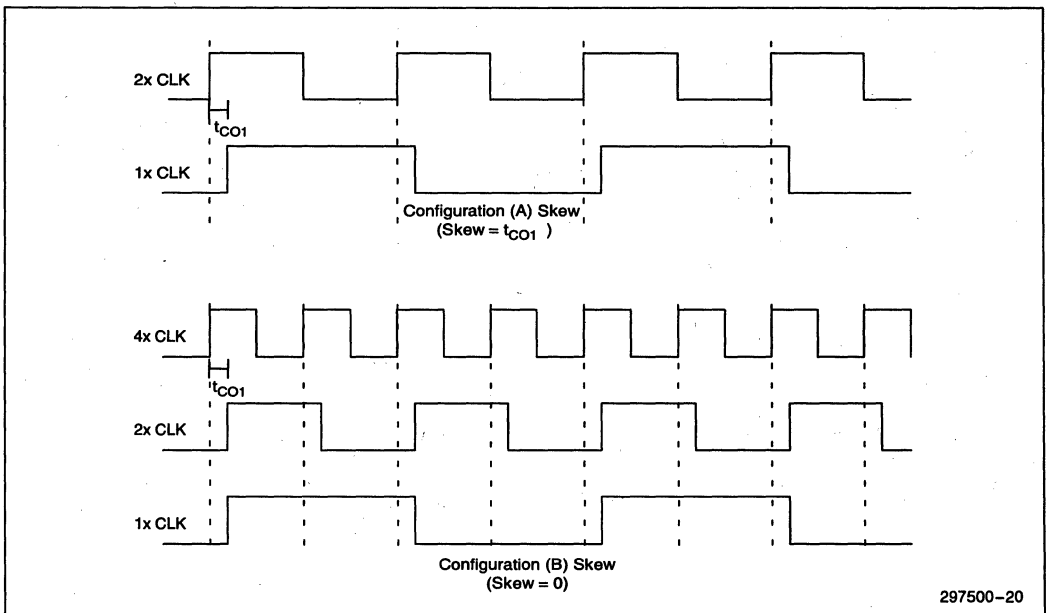 2x CLK
tCO1
1x CLK
Configuration (A) Skew
(Skew = tCO1 )
4x CLK
tCO1
2x CLK
1x CLK
Configuration (B) Skew
(Skew = 0)
297500-20